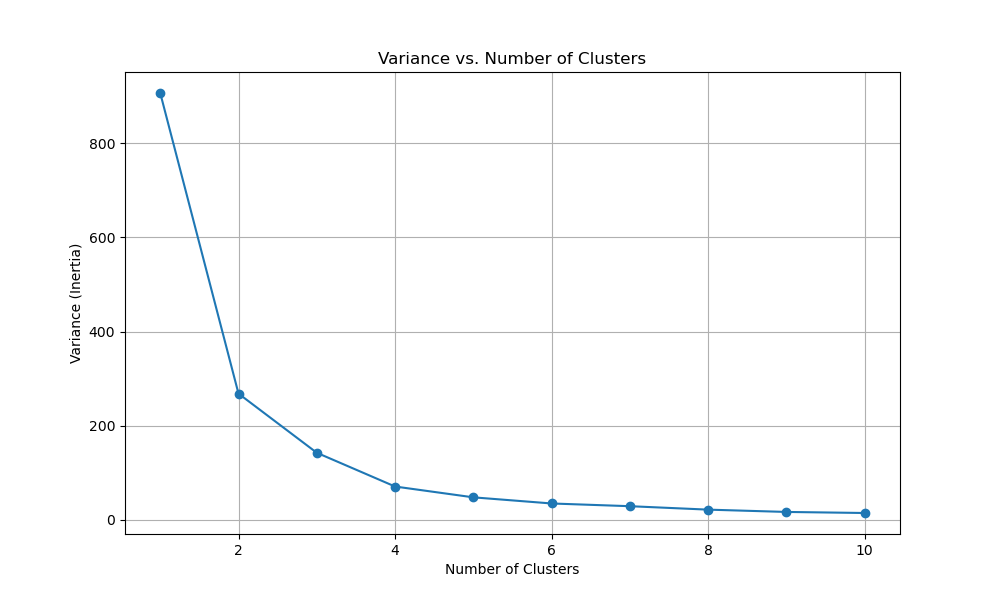 Variance vs. Number of Clusters
Variance (Inertia)
800
600
400
200
0
2 4 6 8 10
Number of Clusters